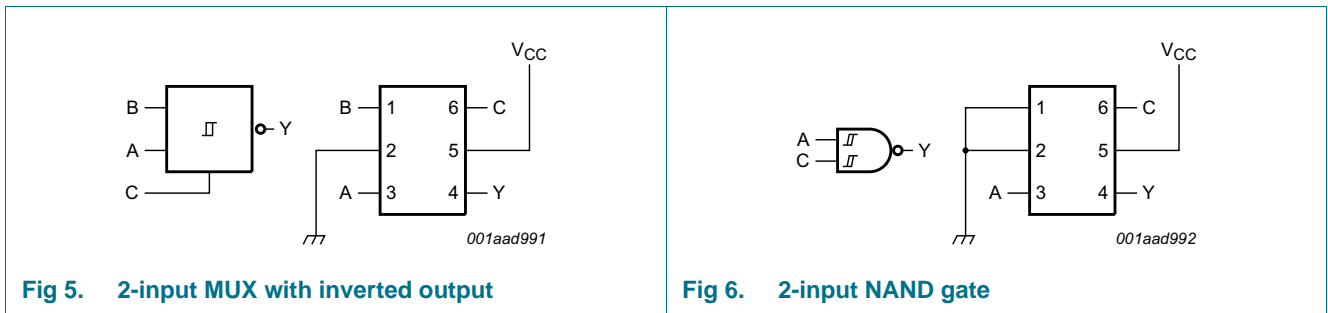 VCC
B
A
C
Y
B 1 6 C
2 5
A 3 4 Y
001aad991
Fig 5. 2-input MUX with inverted output
VCC
A
C
Y
1 6 C
2 5
A 3 4 Y
001aad992
Fig 6. 2-input NAND gate